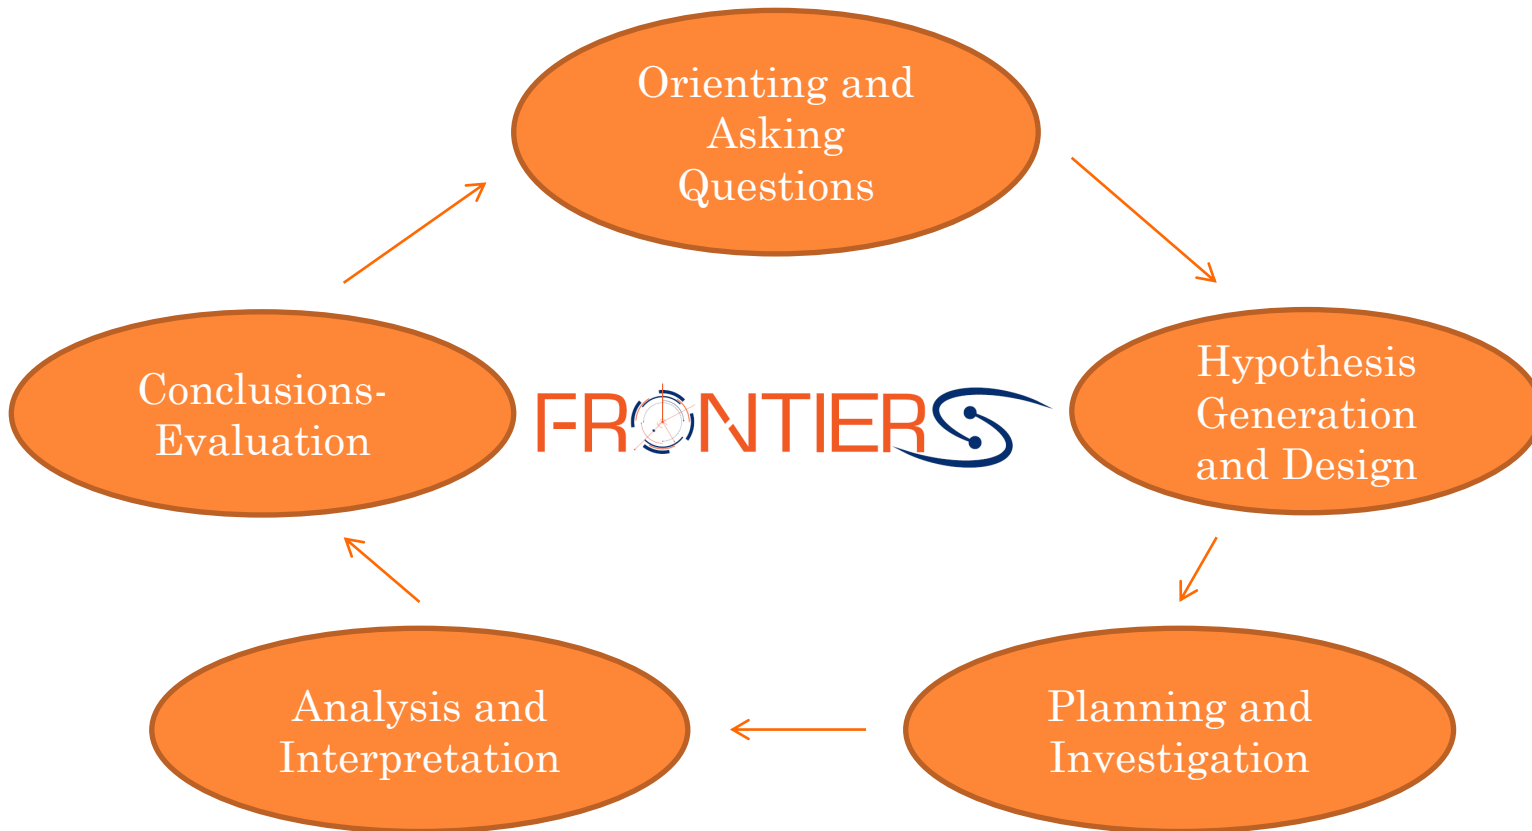 Orienting and
Asking
Questions
Hypothesis
Generation
and Design
Planning and
Investigation
Analysis and
Interpretation
Conclusions-
Evaluation
FRONTIERS